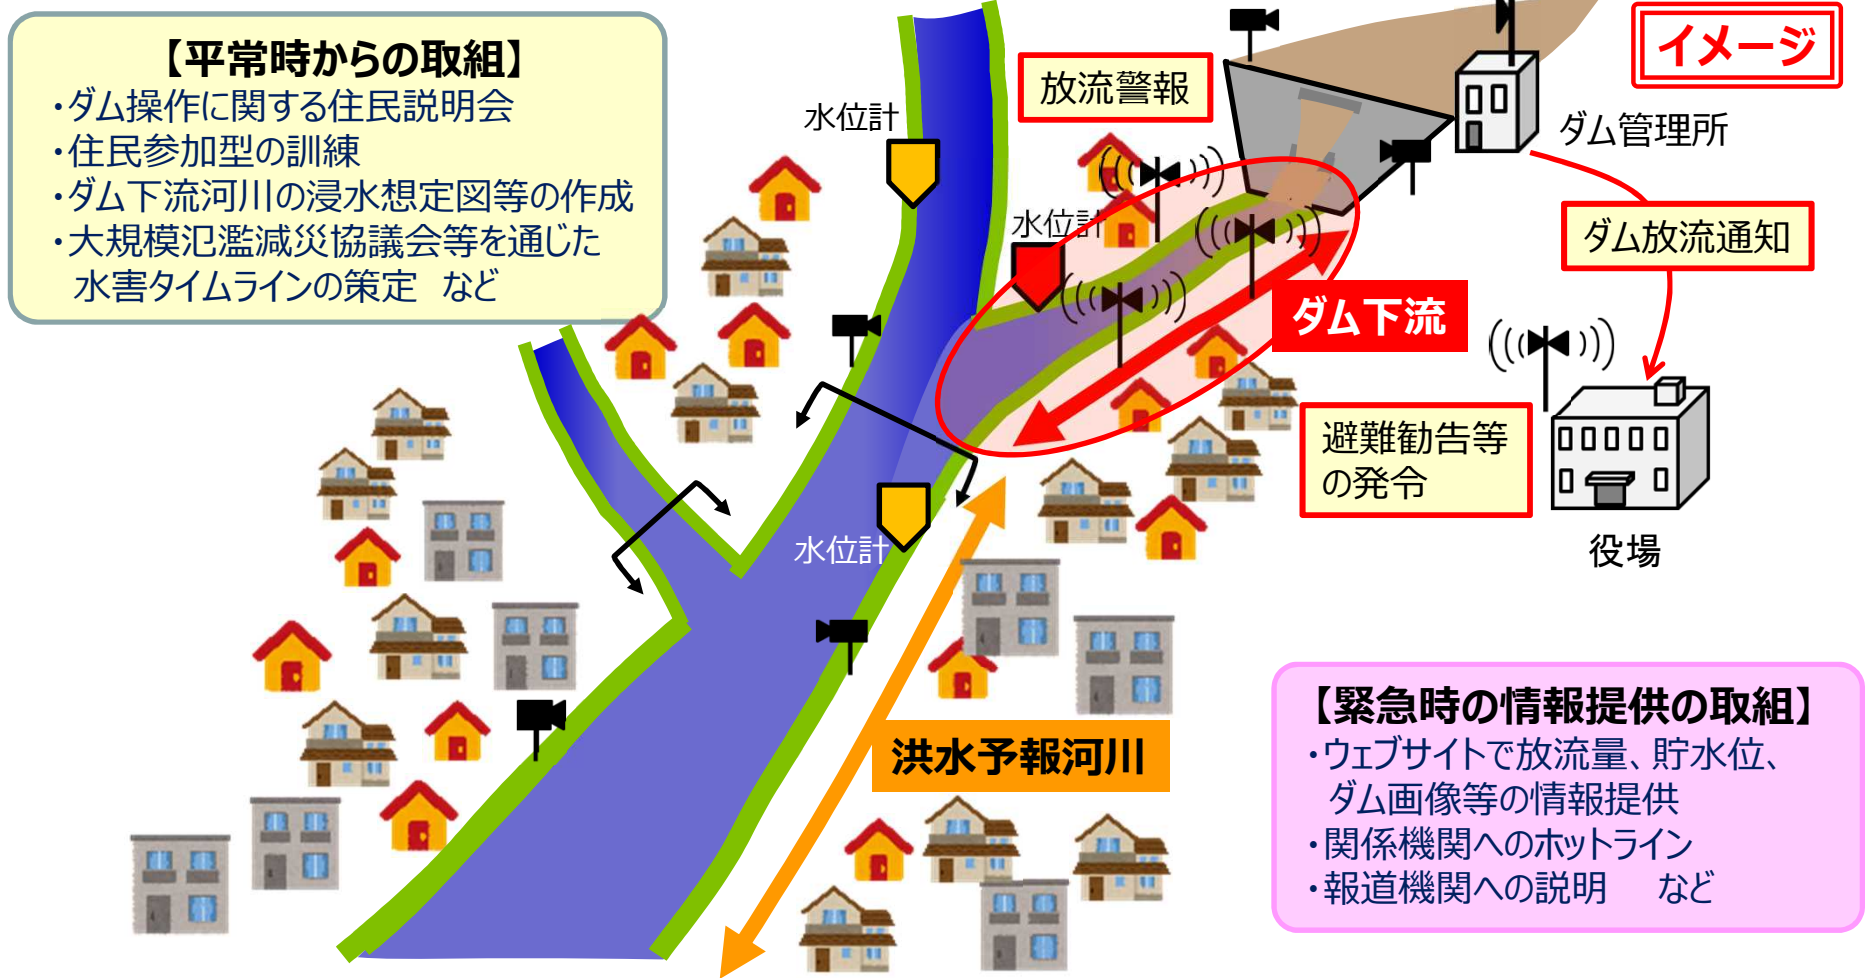 【平常時からの取組】
・ダム操作に関する住民説明会
・住民参加型の訓練
・ダム下流河川の浸水想定図等の作成
・大規模氾濫減災協議会等を通じた
水害タイムラインの策定 など
イメージ
放流警報
水位計
ダム管理所
水位計
ダム放流通知
ダム下流
避難勧告等
の発令
水位計
役場
洪水予報河川
【緊急時の情報提供の取組】
・ウェブサイトで放流量、貯水位、
ダム画像等の情報提供
・関係機関へのホットライン
・報道機関への説明 など